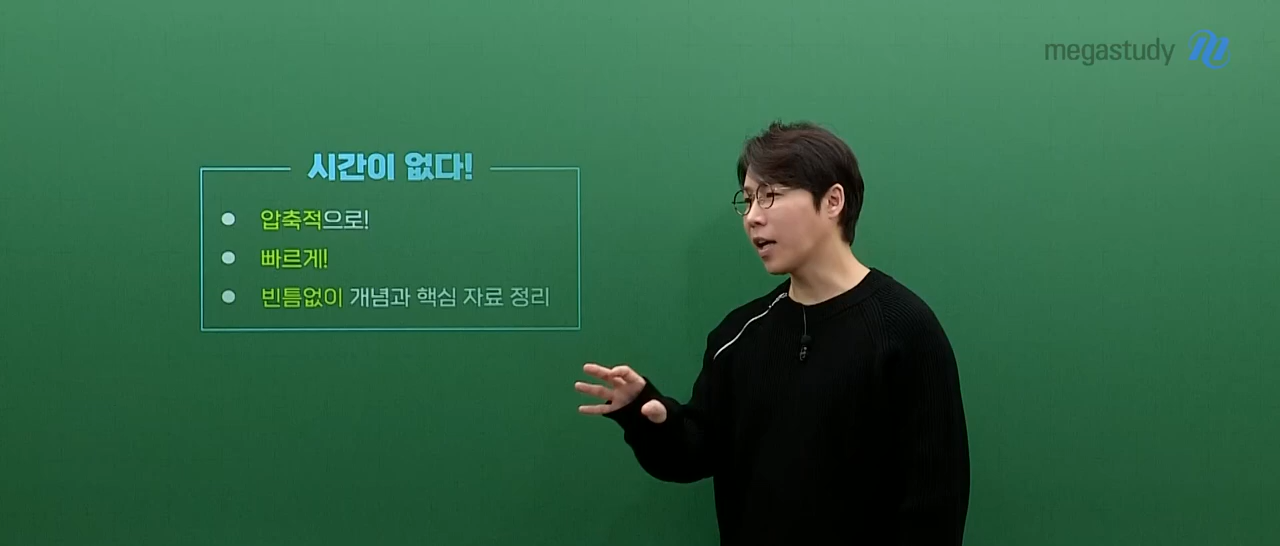 megastudy
시간이 없다!
압축적으로!
빠르게!
빈틈없이 개념과 핵심 자료 정리